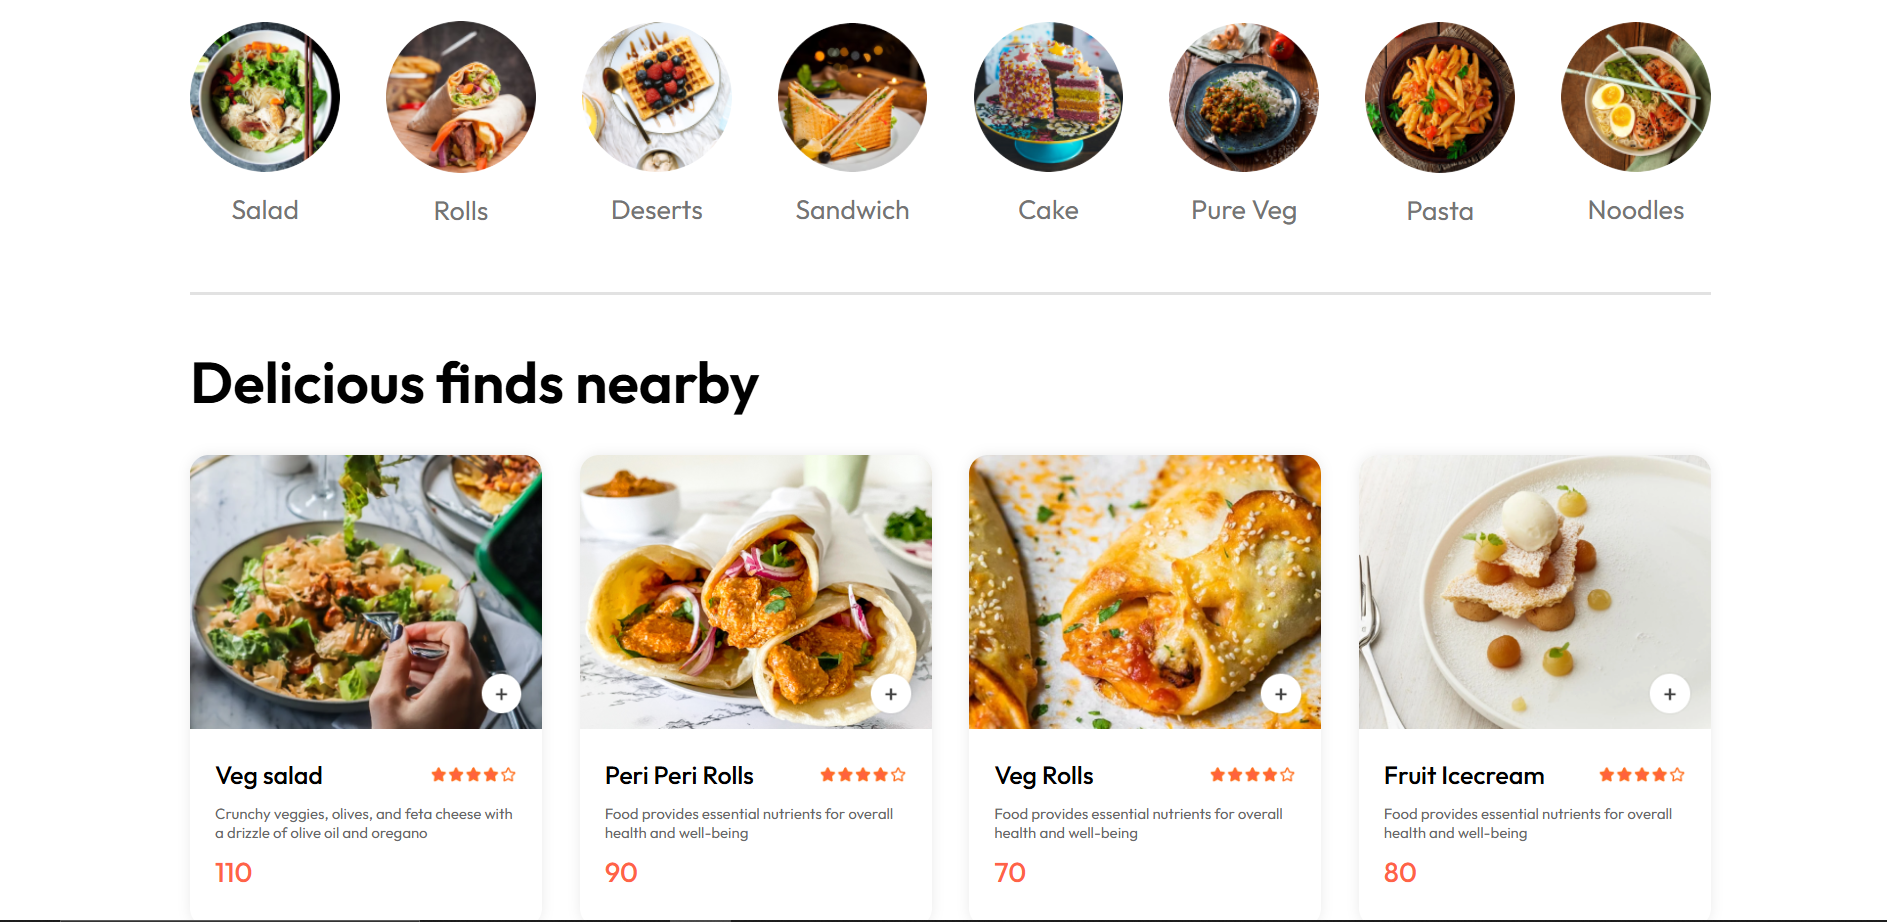 Salad
Rolls
Deserts
Sandwich
Cake
Pure Veg
Pasta
Noodles
Delicious finds nearby
Veg salad
Crunchy veggies, olives, and feta cheese with
a drizzle of olive oil and oregano
110
Peri Peri Rolls
Food provides essential nutrients for overall
health and well-being
90
Veg Rolls
Food provides essential nutrients for overall
health and well-being
70
Fruit Icecream
Food provides essential nutrients for overall
health and well-being
80